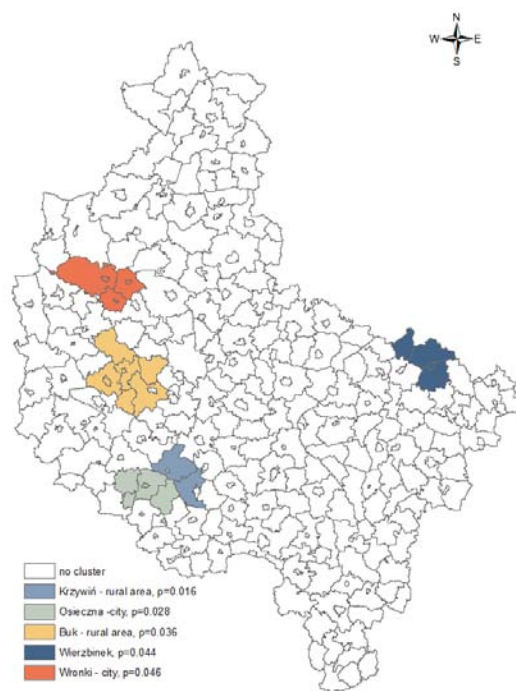 N
W E
S
no cluster
Krzywiń - rural area, p=0.016
Osieczna -city, p=0.028
Buk - rural area, p=0.036
Wierzbinek, p=0.044
Wronki - city, p=0.046